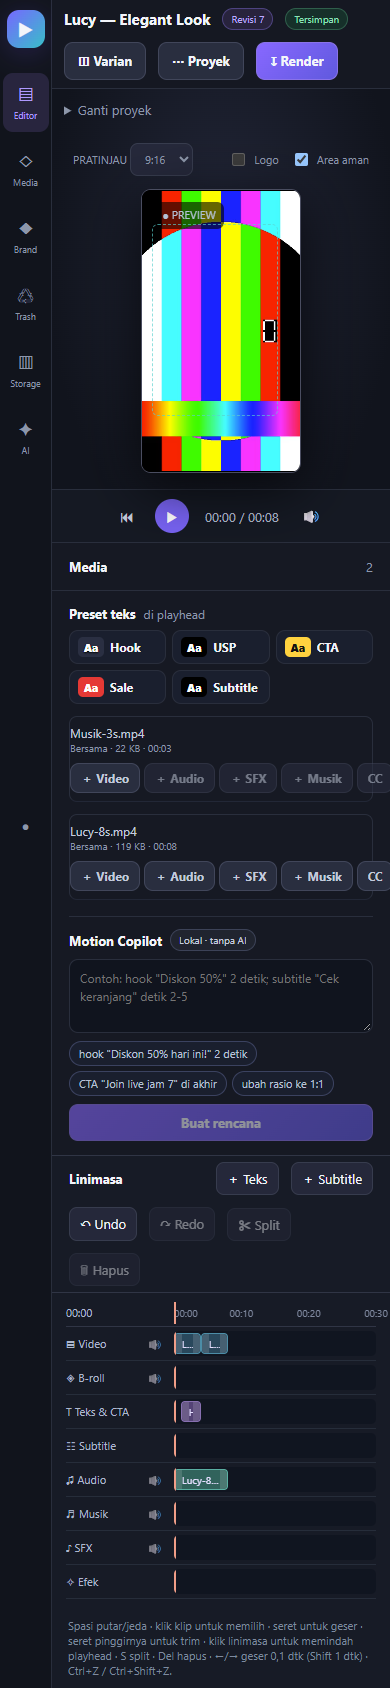 Lucy — Elegant Look
Revisi 7
Tersimpan
Varian
Proyek
Render
Editor
Media
Brand
Trash
Storage
AI
Ganti proyek
PRATINJAU
9:16
Logo
Area aman
PREVIEW
00:00 / 00:08
Media
2
Preset teks di playhead
Aa Hook
Aa USP
Aa CTA
Aa Sale
Aa Subtitle
Musik-3s.mp4
Bersama · 22 KB · 00:03
+ Video
+ Audio
+ SFX
+ Musik
CC
Lucy-8s.mp4
Bersama · 119 KB · 00:08
+ Video
+ Audio
+ SFX
+ Musik
CC
Motion Copilot
Lokal · tanpa AI
Contoh: hook "Diskon 50%" 2 detik; subtitle "Cek
keranjang" detik 2-5
hook "Diskon 50% hari ini!" 2 detik
CTA "Join live jam 7" di akhir
ubah rasio ke 1:1
Buat rencana
Linimasa
+ Teks
+ Subtitle
Undo
Redo
Split
Hapus
00:00
00:00
00:10
00:20
00:30
Video
L...
L...
B-roll
T Teks & CTA
Subtitle
Audio
Lucy-8...
Musik
SFX
Efek
Spasi putar/jeda · klik klip untuk memilih · seret untuk geser ·
seret pinggirnya untuk trim · klik linimasa untuk memindah
playhead · S split · Del hapus · ←/→ geser 0,1 dtk (Shift 1 dtk) ·
Ctrl+Z / Ctrl+Shift+Z.